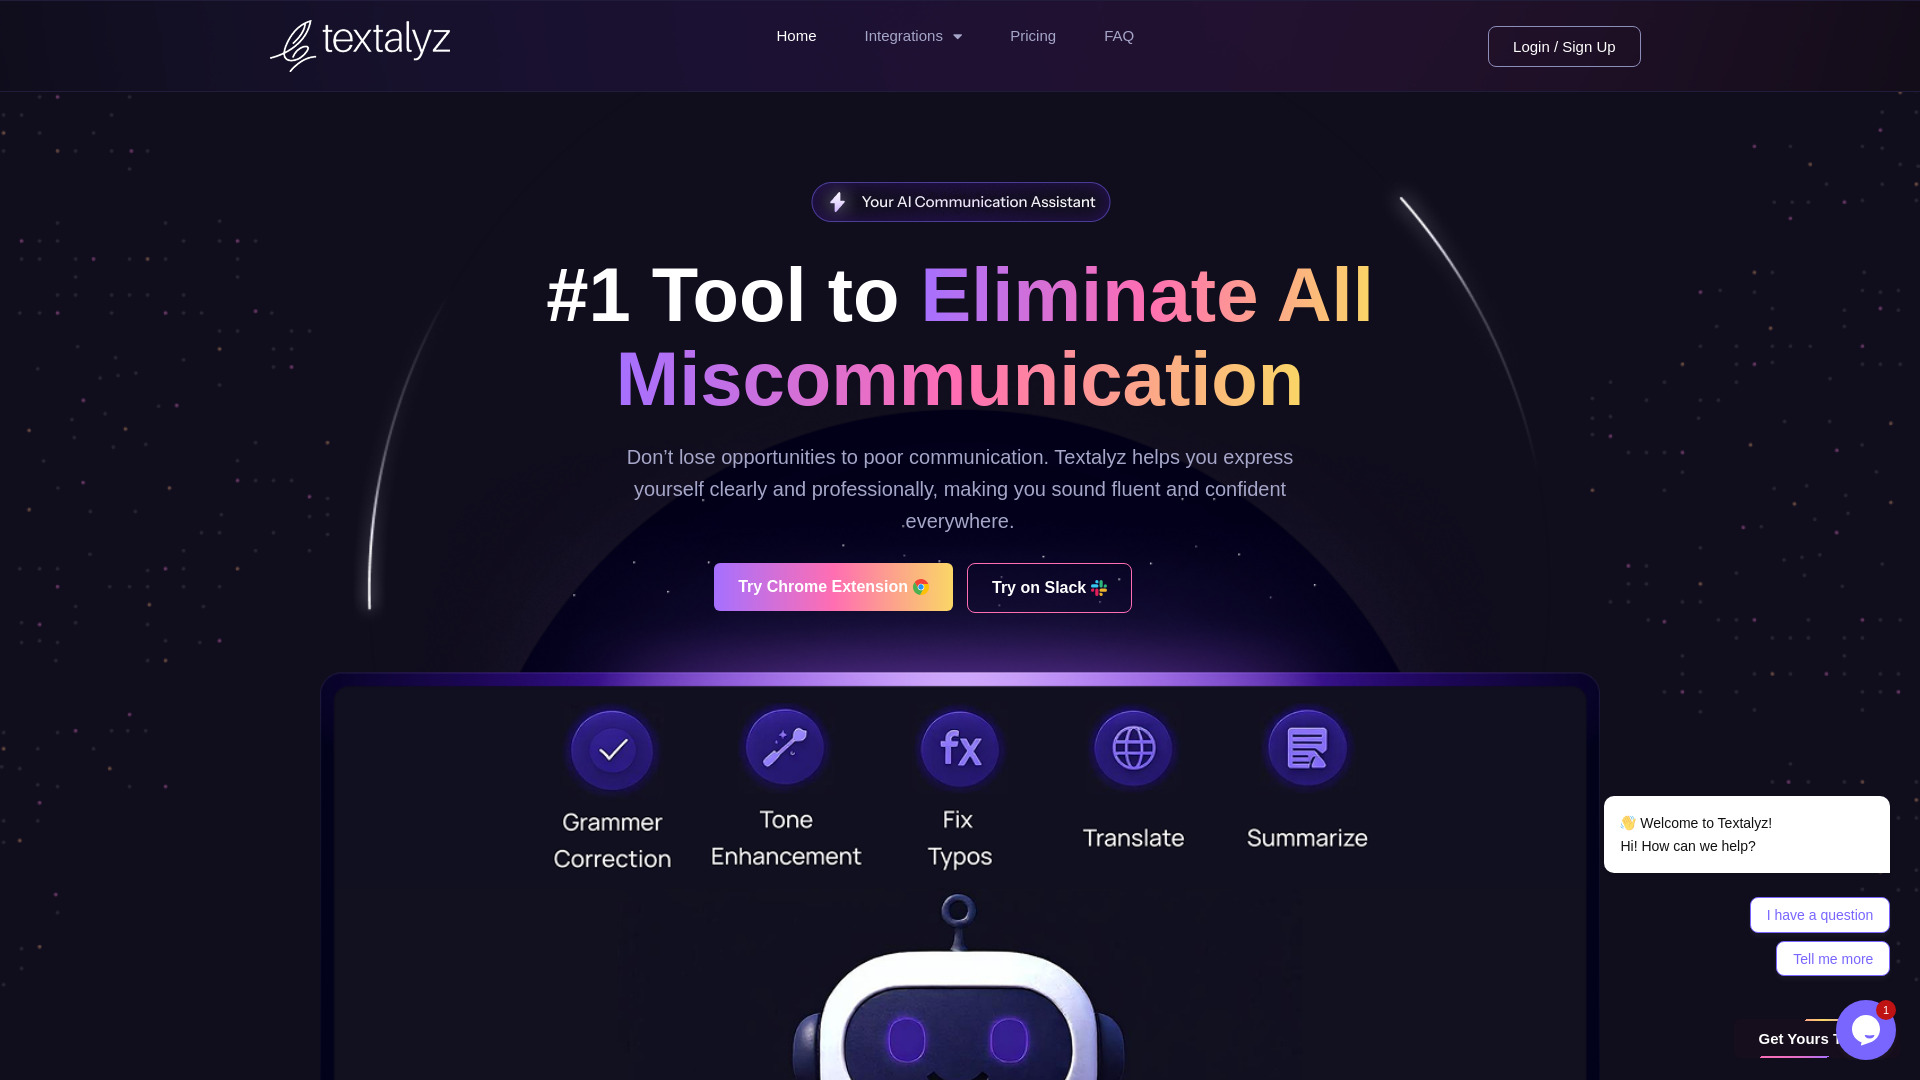 textalyz
Home
Integrations
Pricing
FAQ
Login / Sign Up
Your AI Communication Assistant
#1 Tool to Eliminate All
Miscommunication
Don’t lose opportunities to poor communication. Textalyz helps you express
yourself clearly and professionally, making you sound fluent and confident
everywhere.
Try Chrome Extension
Try on Slack
Grammer
Correction
Tone
Enhancement
fx
Fix
Typos
Translate
Summarize
👋 Welcome to Textalyz!
Hi! How can we help?
I have a question
Tell me more
1
Get Yours